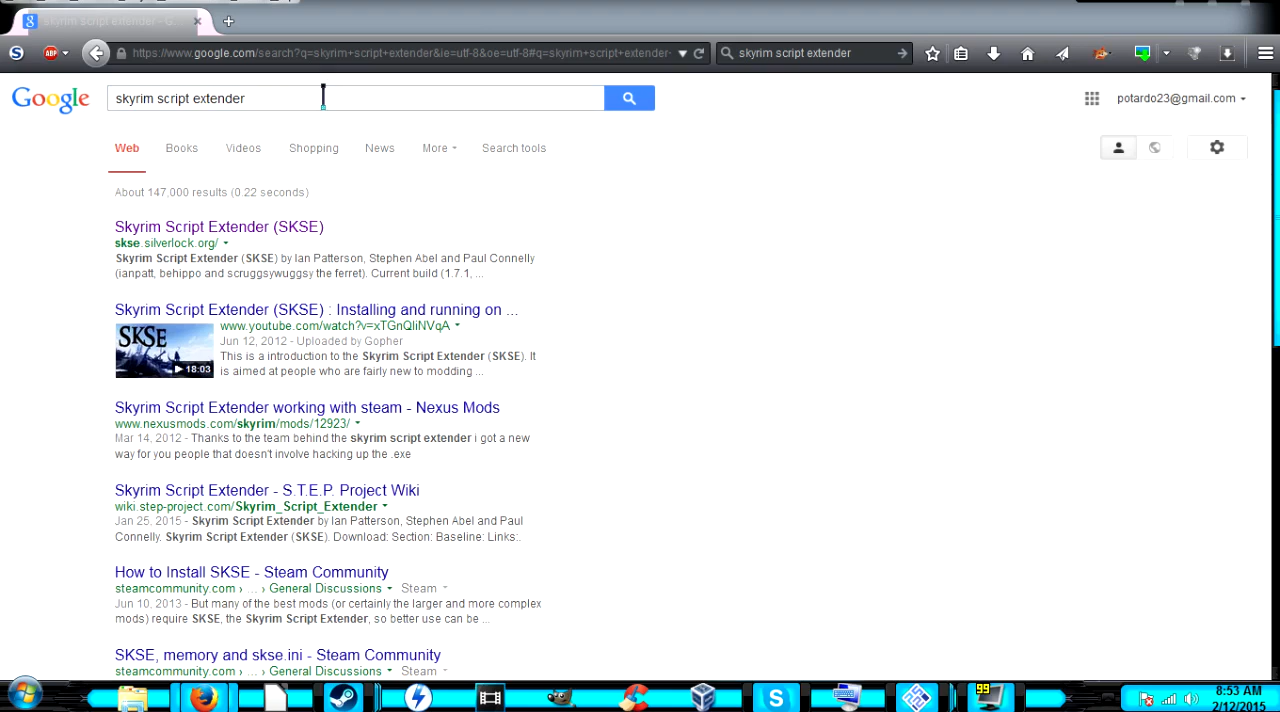 skyrim script extender - G...
https://www.google.com/search?q=skyrim+script+extender&ie=utf-8&oe=utf-8#q=skyrim+script+extender-
skyrim script extender
Google
skyrim script extender
potardo23@gmail.com
Web Books Videos Shopping News More Search tools
About 147,000 results (0.22 seconds)
Skyrim Script Extender (SKSE)
skse.silverlock.org/
Skyrim Script Extender (SKSE) by Ian Patterson, Stephen Abel and Paul Connelly
(ianpatt, behippo and scruggsywuggsy the ferret). Current build (1.7.1, ...
Skyrim Script Extender (SKSE) : Installing and running on ...
SKSE
18:03
www.youtube.com/watch?v=xTGnQliNVqA
Jun 12, 2012 - Uploaded by Gopher
This is a introduction to the Skyrim Script Extender (SKSE). It
is aimed at people who are fairly new to modding ...
Skyrim Script Extender working with steam - Nexus Mods
www.nexusmods.com/skyrim/mods/12923/
Mar 14, 2012 - Thanks to the team behind the skyrim script extender i got a new
way for you people that doesn't involve hacking up the .exe
Skyrim Script Extender - S.T.E.P. Project Wiki
wiki.step-project.com/Skyrim_Script_Extender
Jan 25, 2015 - Skyrim Script Extender by Ian Patterson, Stephen Abel and Paul
Connelly. Skyrim Script Extender (SKSE). Download: Section: Baseline: Links:.
How to Install SKSE - Steam Community
steamcommunity.com › ... › General Discussions Steam
Jun 10, 2013 - But many of the best mods (or certainly the larger and more complex
mods) require SKSE, the Skyrim Script Extender, so better use can be ...
SKSE, memory and skse.ini - Steam Community
steamcommunity.com › ... › General Discussions Steam
99
8:53 AM
2/12/2015